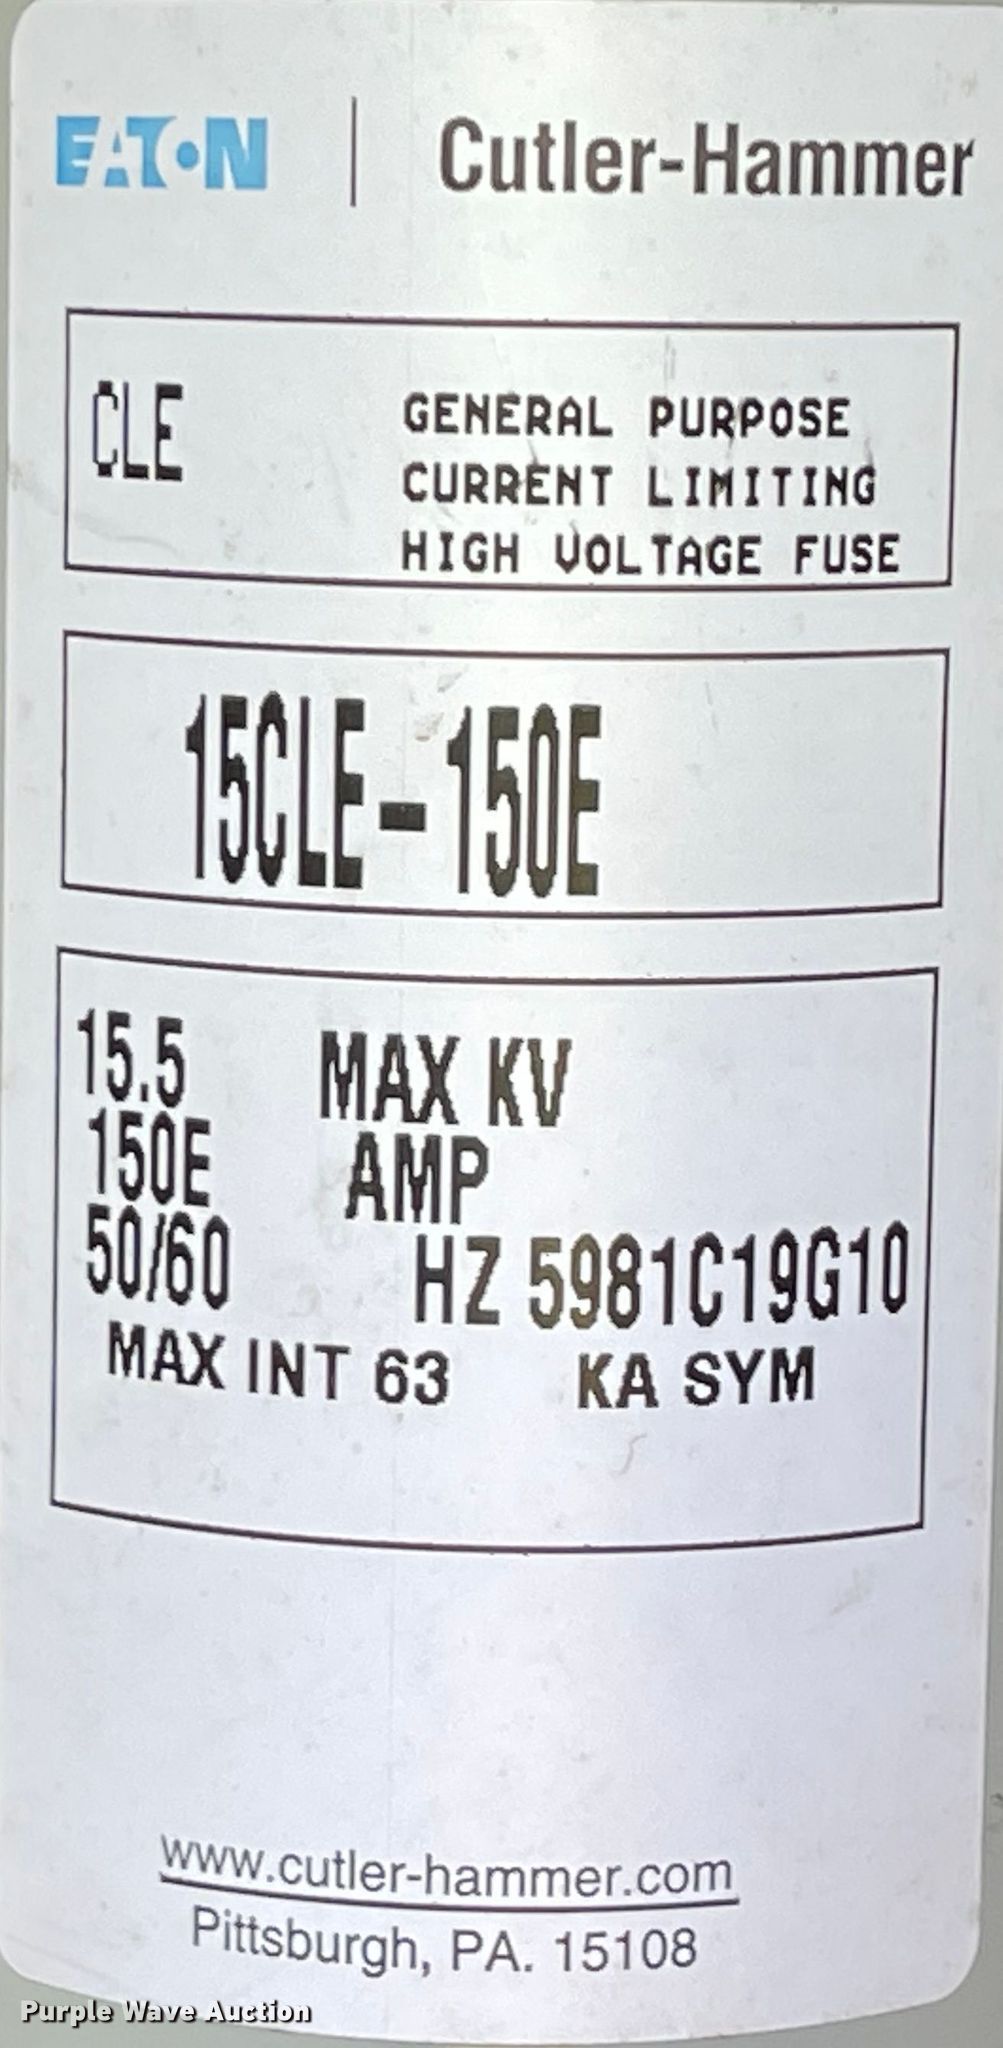 EATON | Cutler-Hammer
CLE
GENERAL PURPOSE
CURRENT LIMITING
HIGH VOLTAGE FUSE
15CLE-150E
15.5 MAX KV
150E AMP
50/60 HZ 5981C19G10
MAX INT 63 KA SYM
www.cutler-hammer.com
Pittsburgh, PA. 15108
Purple Wave Auction